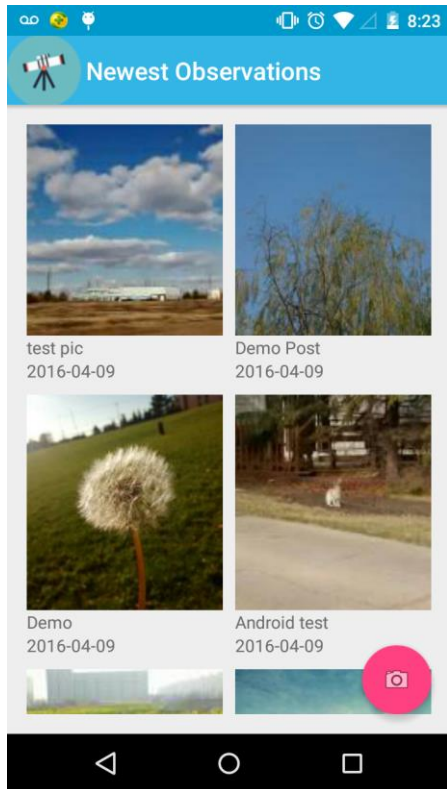 8:23
Newest Observations
test pic
2016-04-09
Demo Post
2016-04-09
Demo
2016-04-09
Android test
2016-04-09